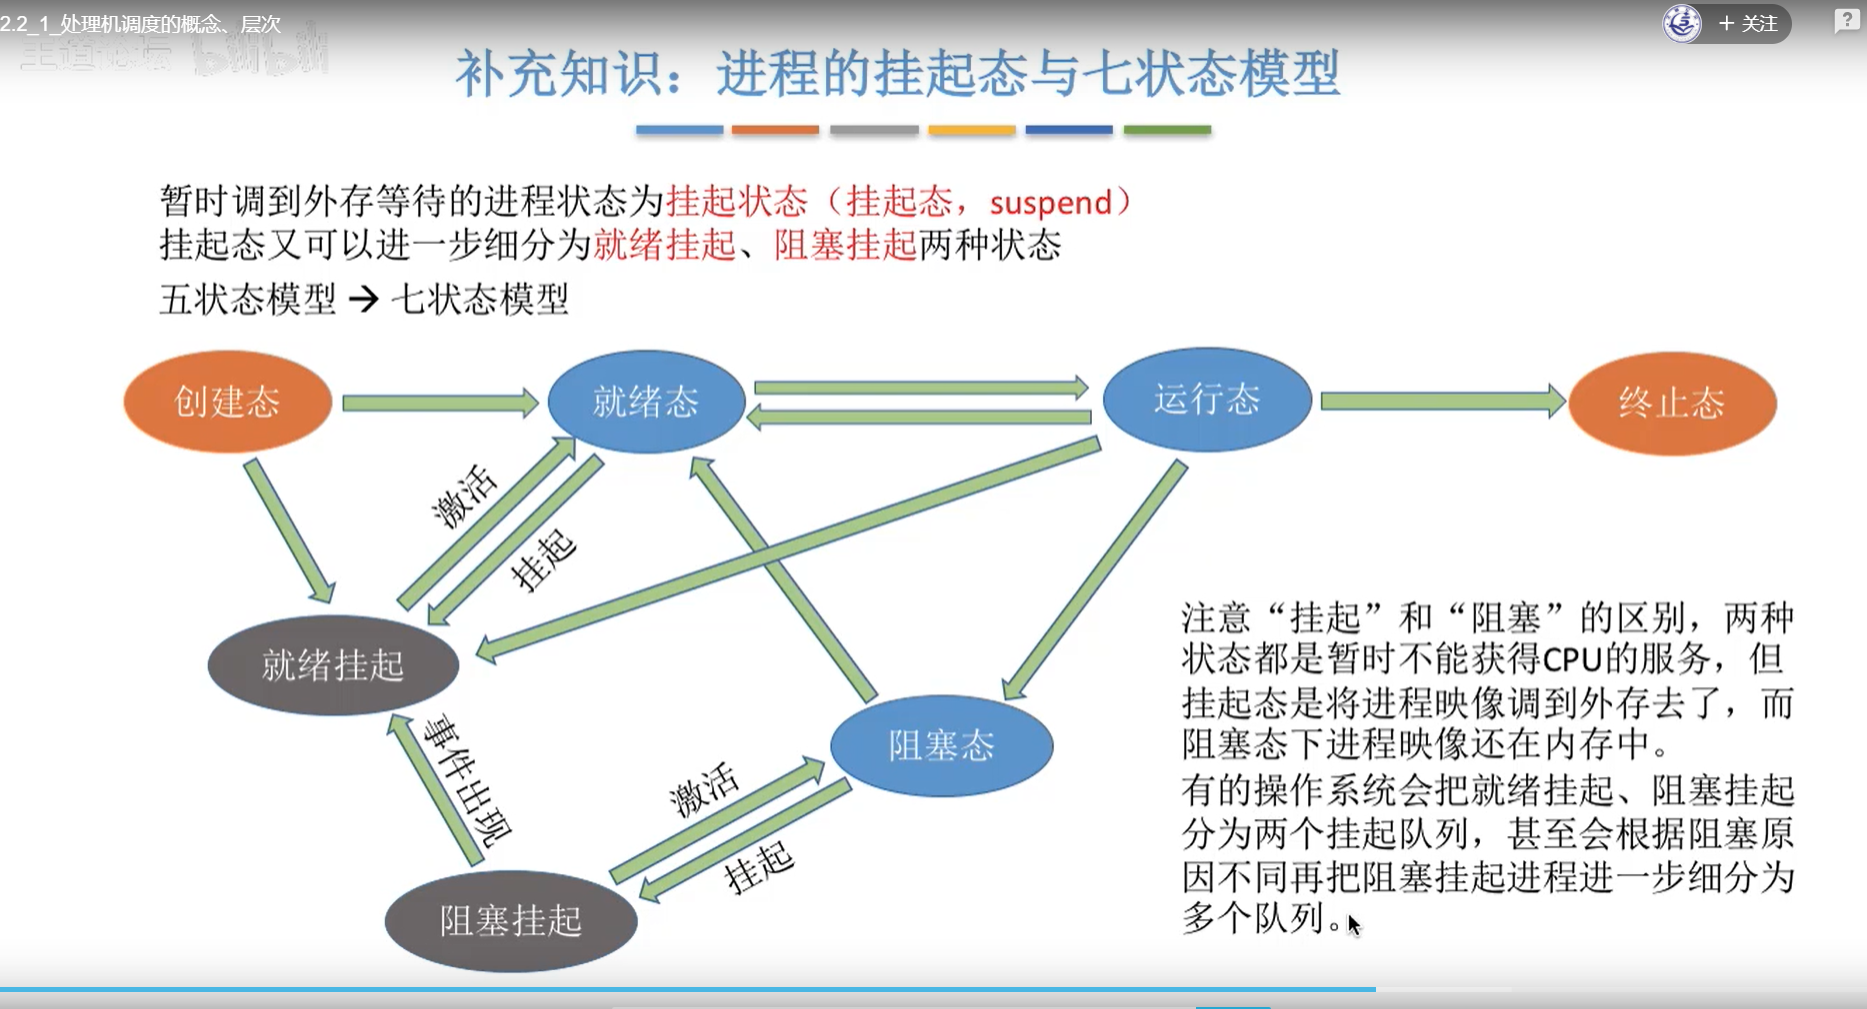 2.2_1_处理机调度的概念、层次
+ 关注
?
王道论坛 bilibili
补充知识：进程的挂起态与七状态模型
暂时调到外存等待的进程状态为挂起状态（挂起态，suspend）
挂起态又可以进一步细分为就绪挂起、阻塞挂起两种状态
五状态模型 → 七状态模型
创建态
就绪态
运行态
终止态
激活
挂起
就绪挂起
事件出现
阻塞态
激活
挂起
阻塞挂起
注意“挂起”和“阻塞”的区别，两种
状态都是暂时不能获得CPU的服务，但
挂起态是将进程映像调到外存去了，而
阻塞态下进程映像还在内存中。
有的操作系统会把就绪挂起、阻塞挂起
分为两个挂起队列，甚至会根据阻塞原
因不同再把阻塞挂起进程进一步细分为
多个队列。